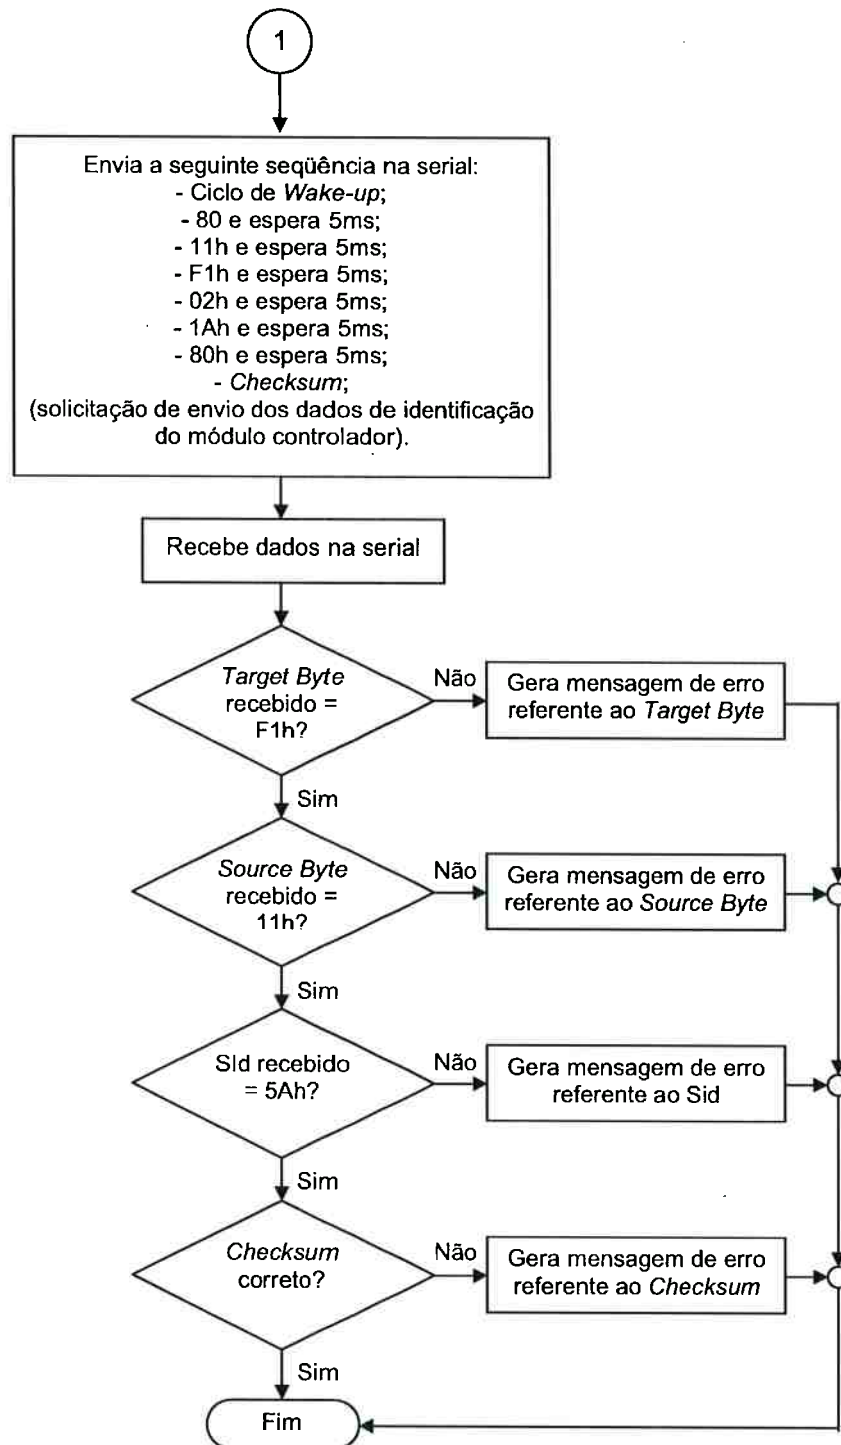 1
Envia a seguinte seqüência na serial:
- Ciclo de Wake-up;
- 80 e espera 5ms;
- 11h e espera 5ms;
- F1h e espera 5ms;
- 02h e espera 5ms;
- 1Ah e espera 5ms;
- 80h e espera 5ms;
- Checksum;
(solicitação de envio dos dados de identificação
do módulo controlador).
Recebe dados na serial
Target Byte
recebido =
F1h?
Não
Gera mensagem de erro
referente ao Target Byte
Sim
Source Byte
recebido =
11h?
Não
Gera mensagem de erro
referente ao Source Byte
Sim
SId recebido
= 5Ah?
Não
Gera mensagem de erro
referente ao Sid
Sim
Checksum
correto?
Não
Gera mensagem de erro
referente ao Checksum
Sim
Fim